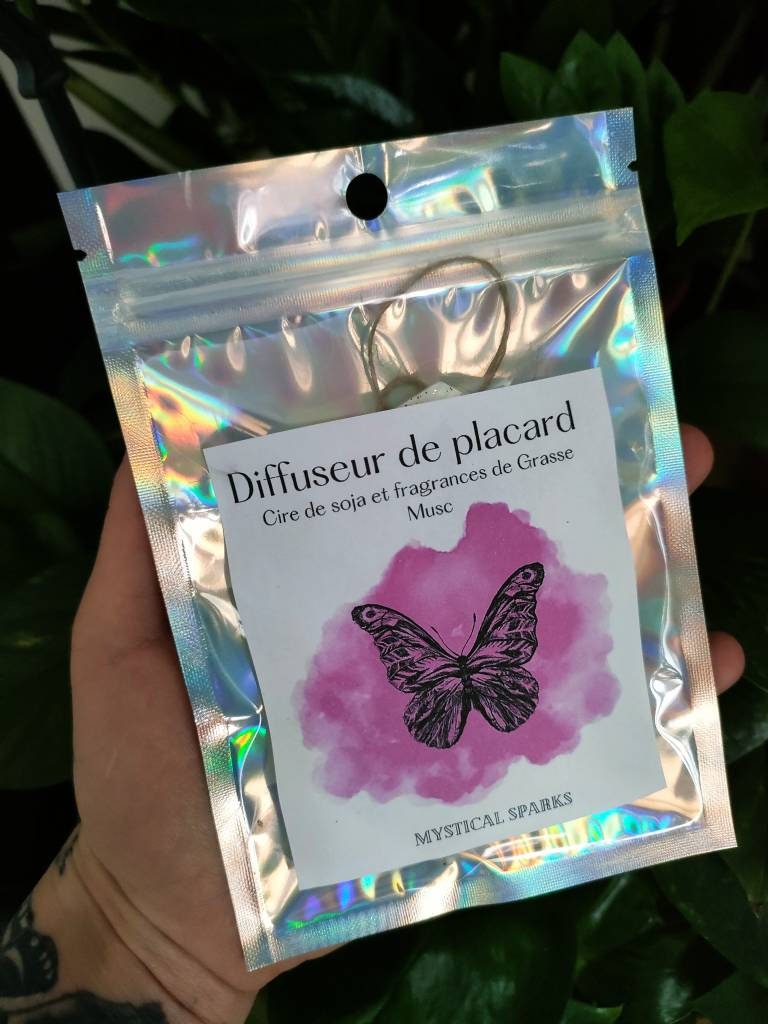 Diffuseur de placard
Cire de soja et fragrances de Grasse
Musc
MYSTICAL SPARKS